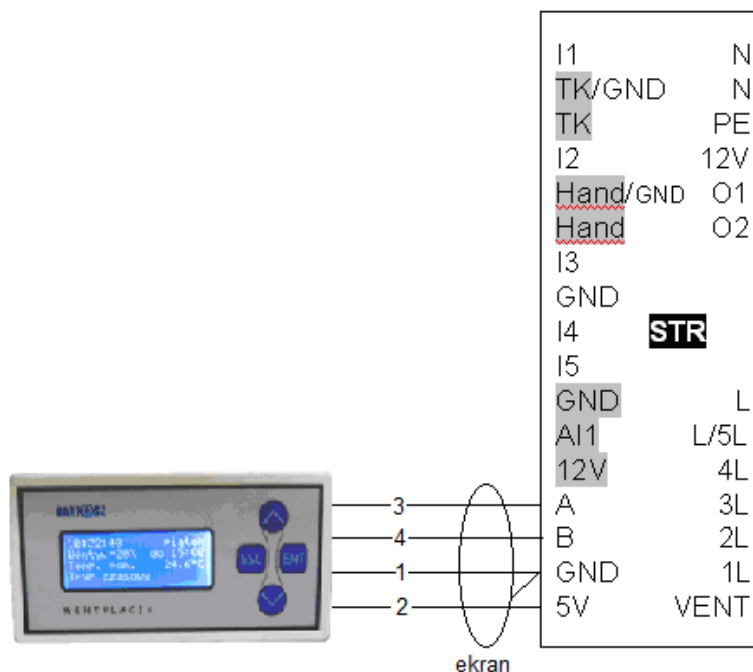 I1 N
TK/GND N
TK PE
I2 12V
Hand/GND O1
Hand O2
I3
GND
I4 STR
I5
GND L
AI1 L/5L
12V 4L
3 A 3L
4 B 2L
1 GND 1L
2 5V VENT
ESC ENT
WENTYLACJA
ekran